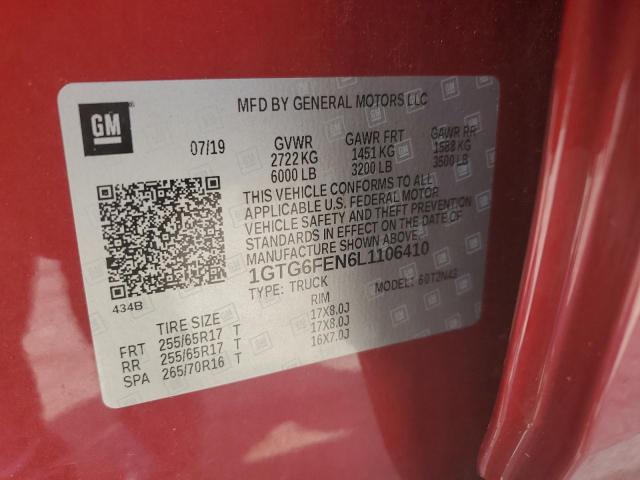 GM
MFD BY GENERAL MOTORS LLC
07/19 GVWR GAWR FRT GAWR RR
2722 KG 1451 KG 1588 KG
6000 LB 3200 LB 3500 LB
THIS VEHICLE CONFORMS TO ALL
APPLICABLE U.S. FEDERAL MOTOR
VEHICLE SAFETY AND THEFT PREVENTION
STANDARDS IN EFFECT ON THE DATE OF
MANUFACTURE SHOWN ABOVE.
1GTG6FEN6L1106410
434B TYPE: TRUCK MODEL: 6GT2N43
TIRE SIZE RIM
FRT 255/65R17 T 17X8.0J
RR 255/65R17 T 17X8.0J
SPA 265/70R16 T 16X7.0J